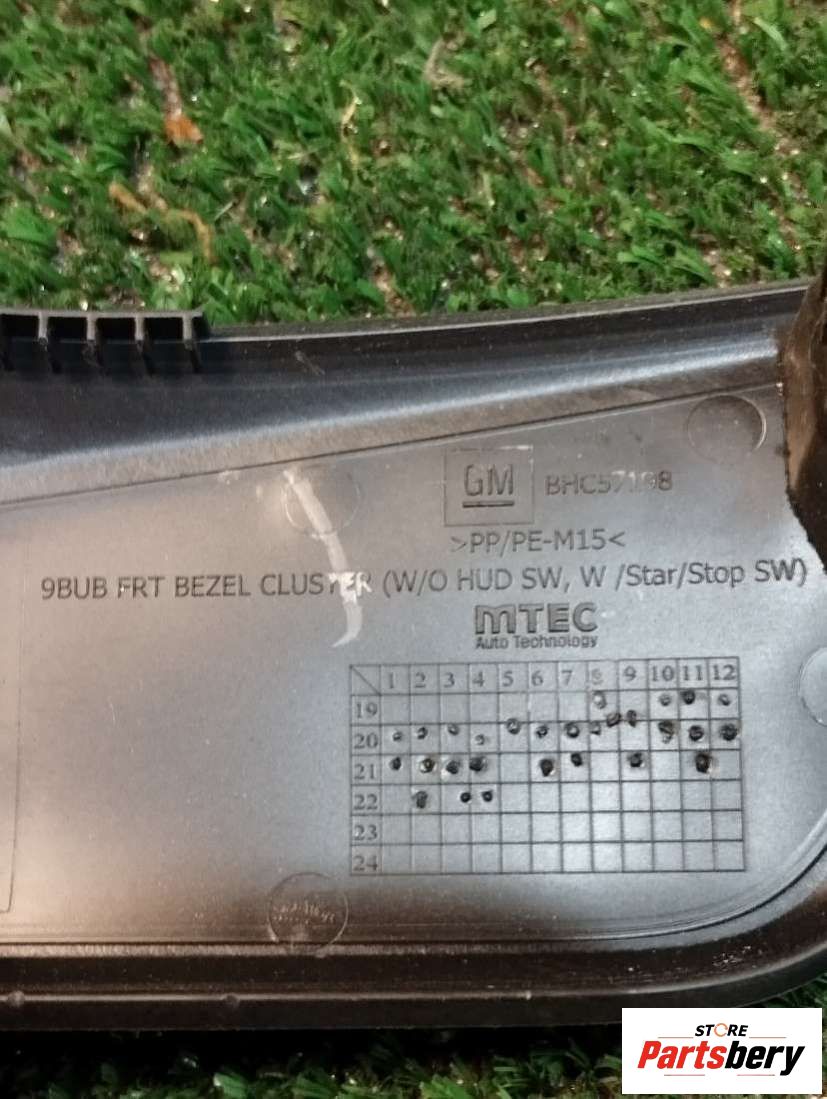 GM BHC57198
>PP/PE-M15<
9BUB FRT BEZEL CLUSTER (W/O HUD SW, W /Star/Stop SW)
MTEC
Auto Technology
1 2 3 4 5 6 7 8 9 10 11 12
19
20
21
22
23
24
STORE
Partsbery